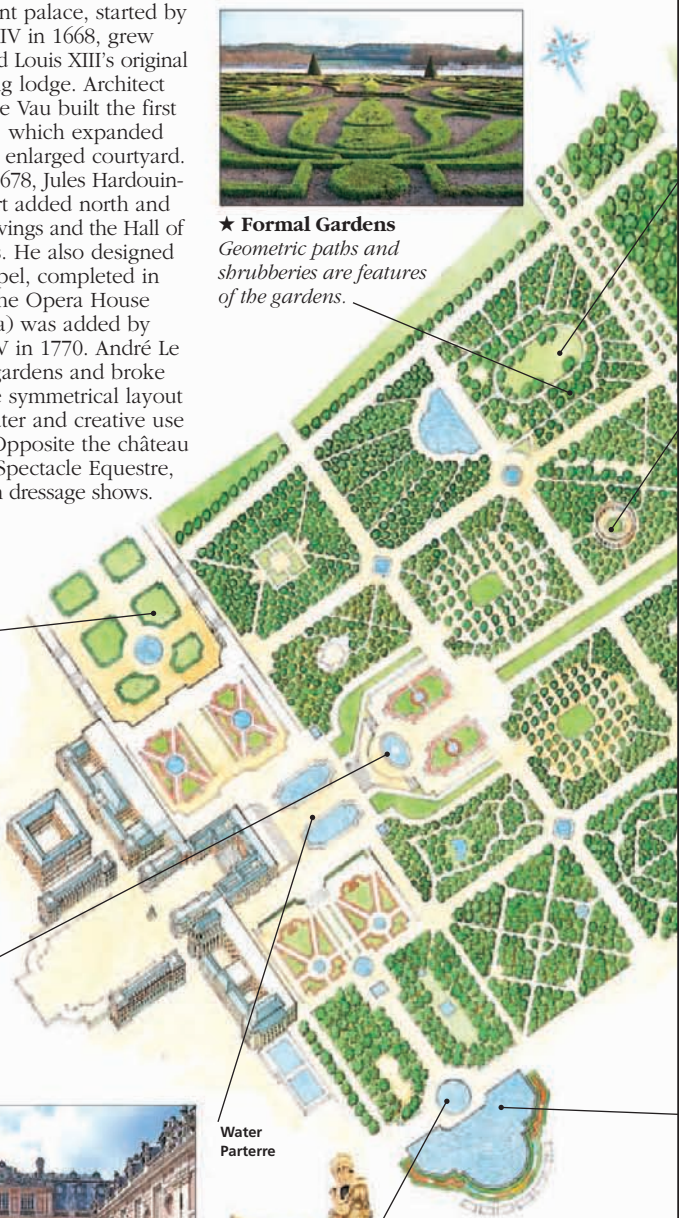 nt palace, started by
IV in 1668, grew
d Louis XIII's original
g lodge. Architect
e Vau built the first
which expanded
enlarged courtyard.
678, Jules Hardouin-
rt added north and
wings and the Hall of
s. He also designed
pel, completed in
he Opera House
a) was added by
V in 1770. André Le
gardens and broke
e symmetrical layout
ater and creative use
Opposite the château
Spectacle Equestre,
n dressage shows.
★ Formal Gardens
Geometric paths and
shrubberies are features
of the gardens.
Water
Parterre